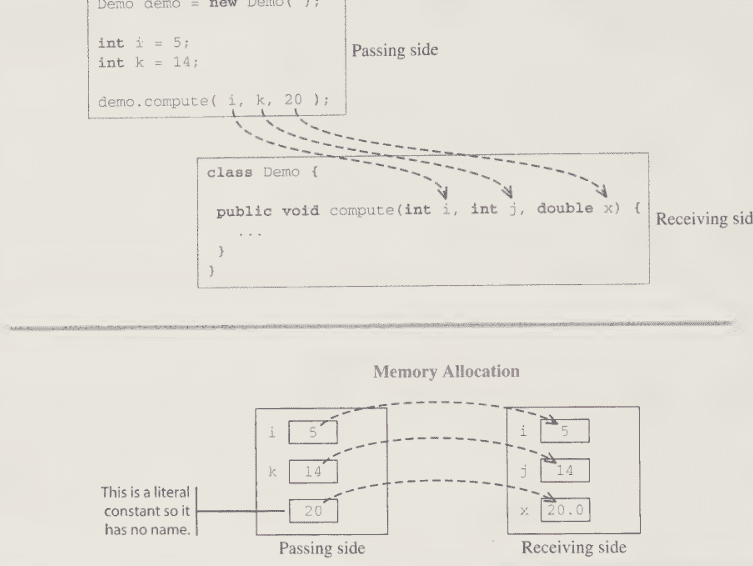 Demo demo = new Demo( );
int i = 5;
int k = 14;
Passing side
demo.compute( i, k, 20 );
class Demo {
public void compute(int i, int j, double x) {
Receiving sid
...
}
}
Memory Allocation
i 5
i 5
k 14
j 14
This is a literal
constant so it
has no name.
20
x 20.0
Passing side
Receiving side